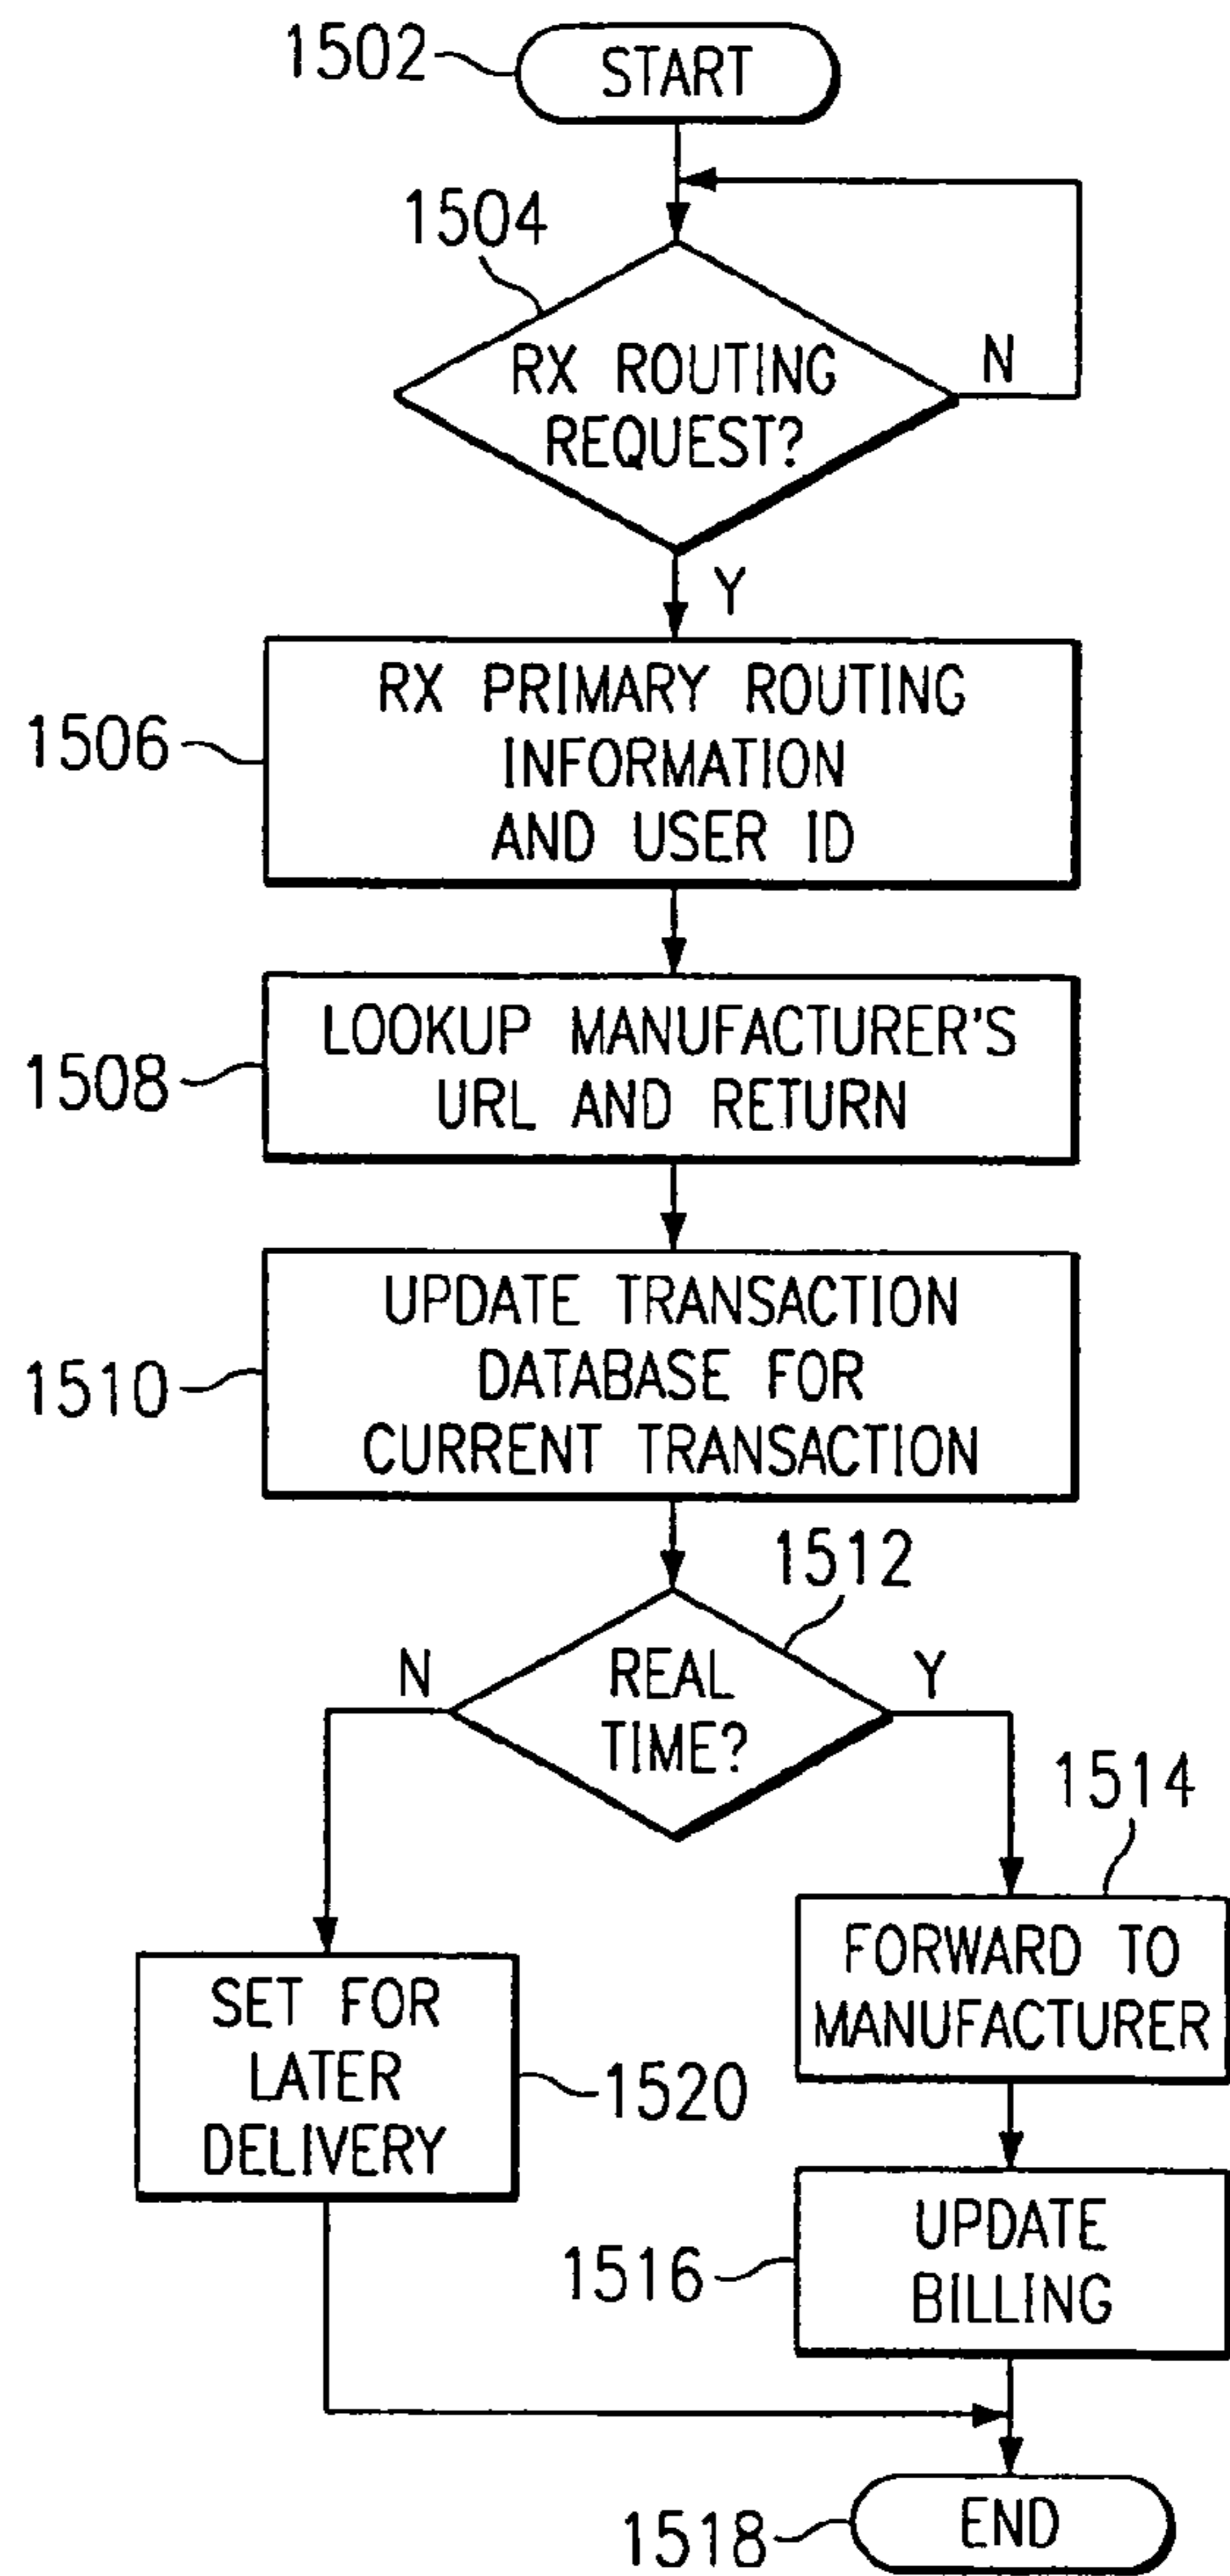 1502
START
1504
RX ROUTING
REQUEST?
N
Y
1506
RX PRIMARY ROUTING
INFORMATION
AND USER ID
1508
LOOKUP MANUFACTURER'S
URL AND RETURN
1510
UPDATE TRANSACTION
DATABASE FOR
CURRENT TRANSACTION
1512
N
REAL
TIME?
Y
1514
FORWARD TO
MANUFACTURER
SET FOR
LATER
DELIVERY
1520
1516
UPDATE
BILLING
1518
END